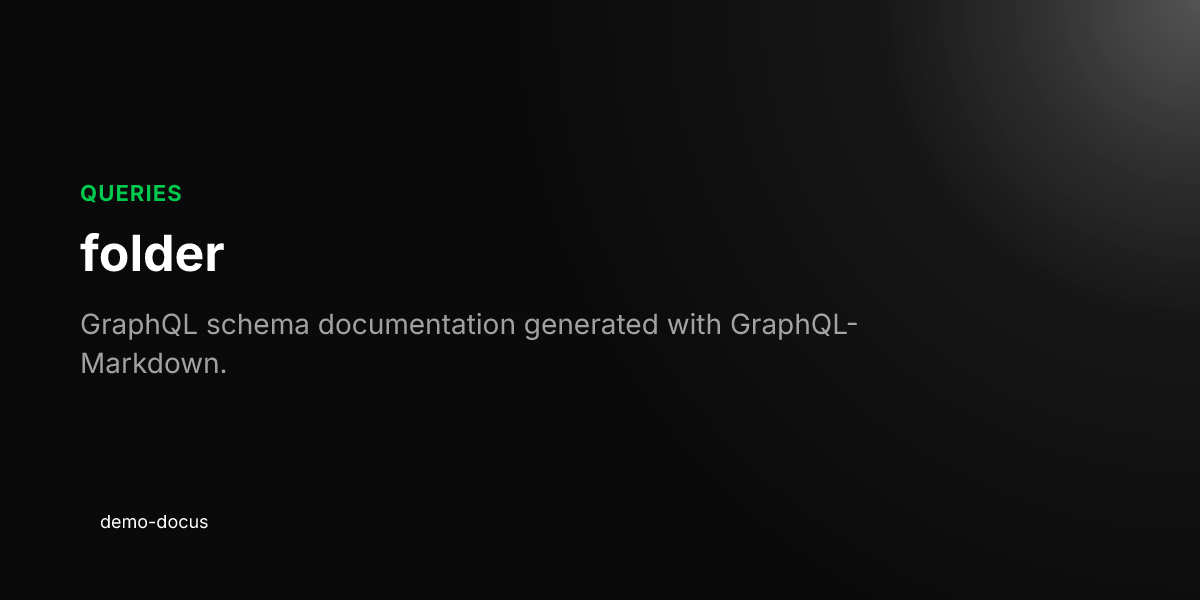 QUERIES
folder
GraphQL schema documentation generated with GraphQL-
Markdown.
demo-docus